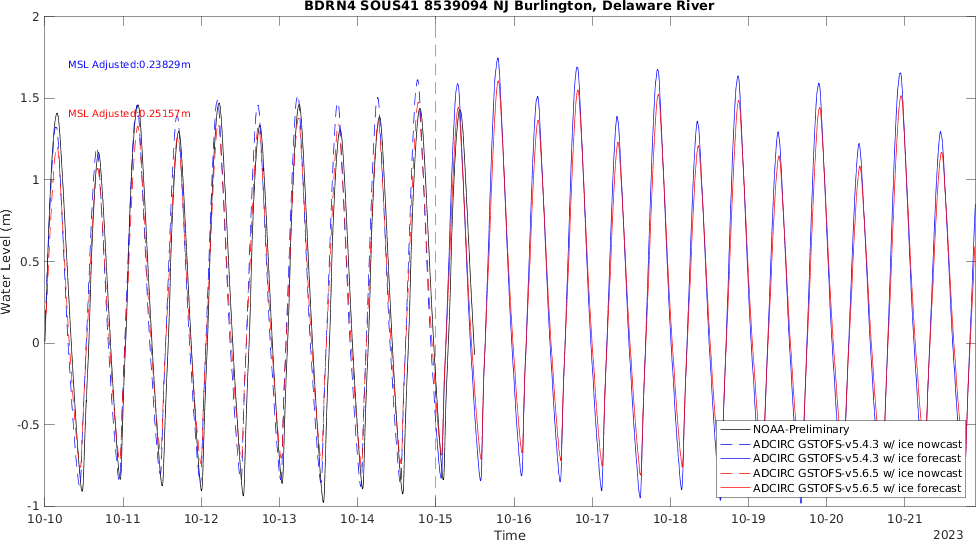 BDRN4 SOUS41 8539094 NJ Burlington, Delaware River
2
MSL Adjusted:0.23829m
1.5
MSL Adjusted:0.25157m
1
Water Level (m)
0.5
0
-0.5
NOAA-Preliminary
ADCIRC GSTOFS-v5.4.3 w/ ice nowcast
ADCIRC GSTOFS-v5.4.3 w/ ice forecast
ADCIRC GSTOFS-v5.6.5 w/ ice nowcast
ADCIRC GSTOFS-v5.6.5 w/ ice forecast
-1
10-10 10-11 10-12 10-13 10-14 10-15 10-16 10-17 10-18 10-19 10-20 10-21
Time
2023